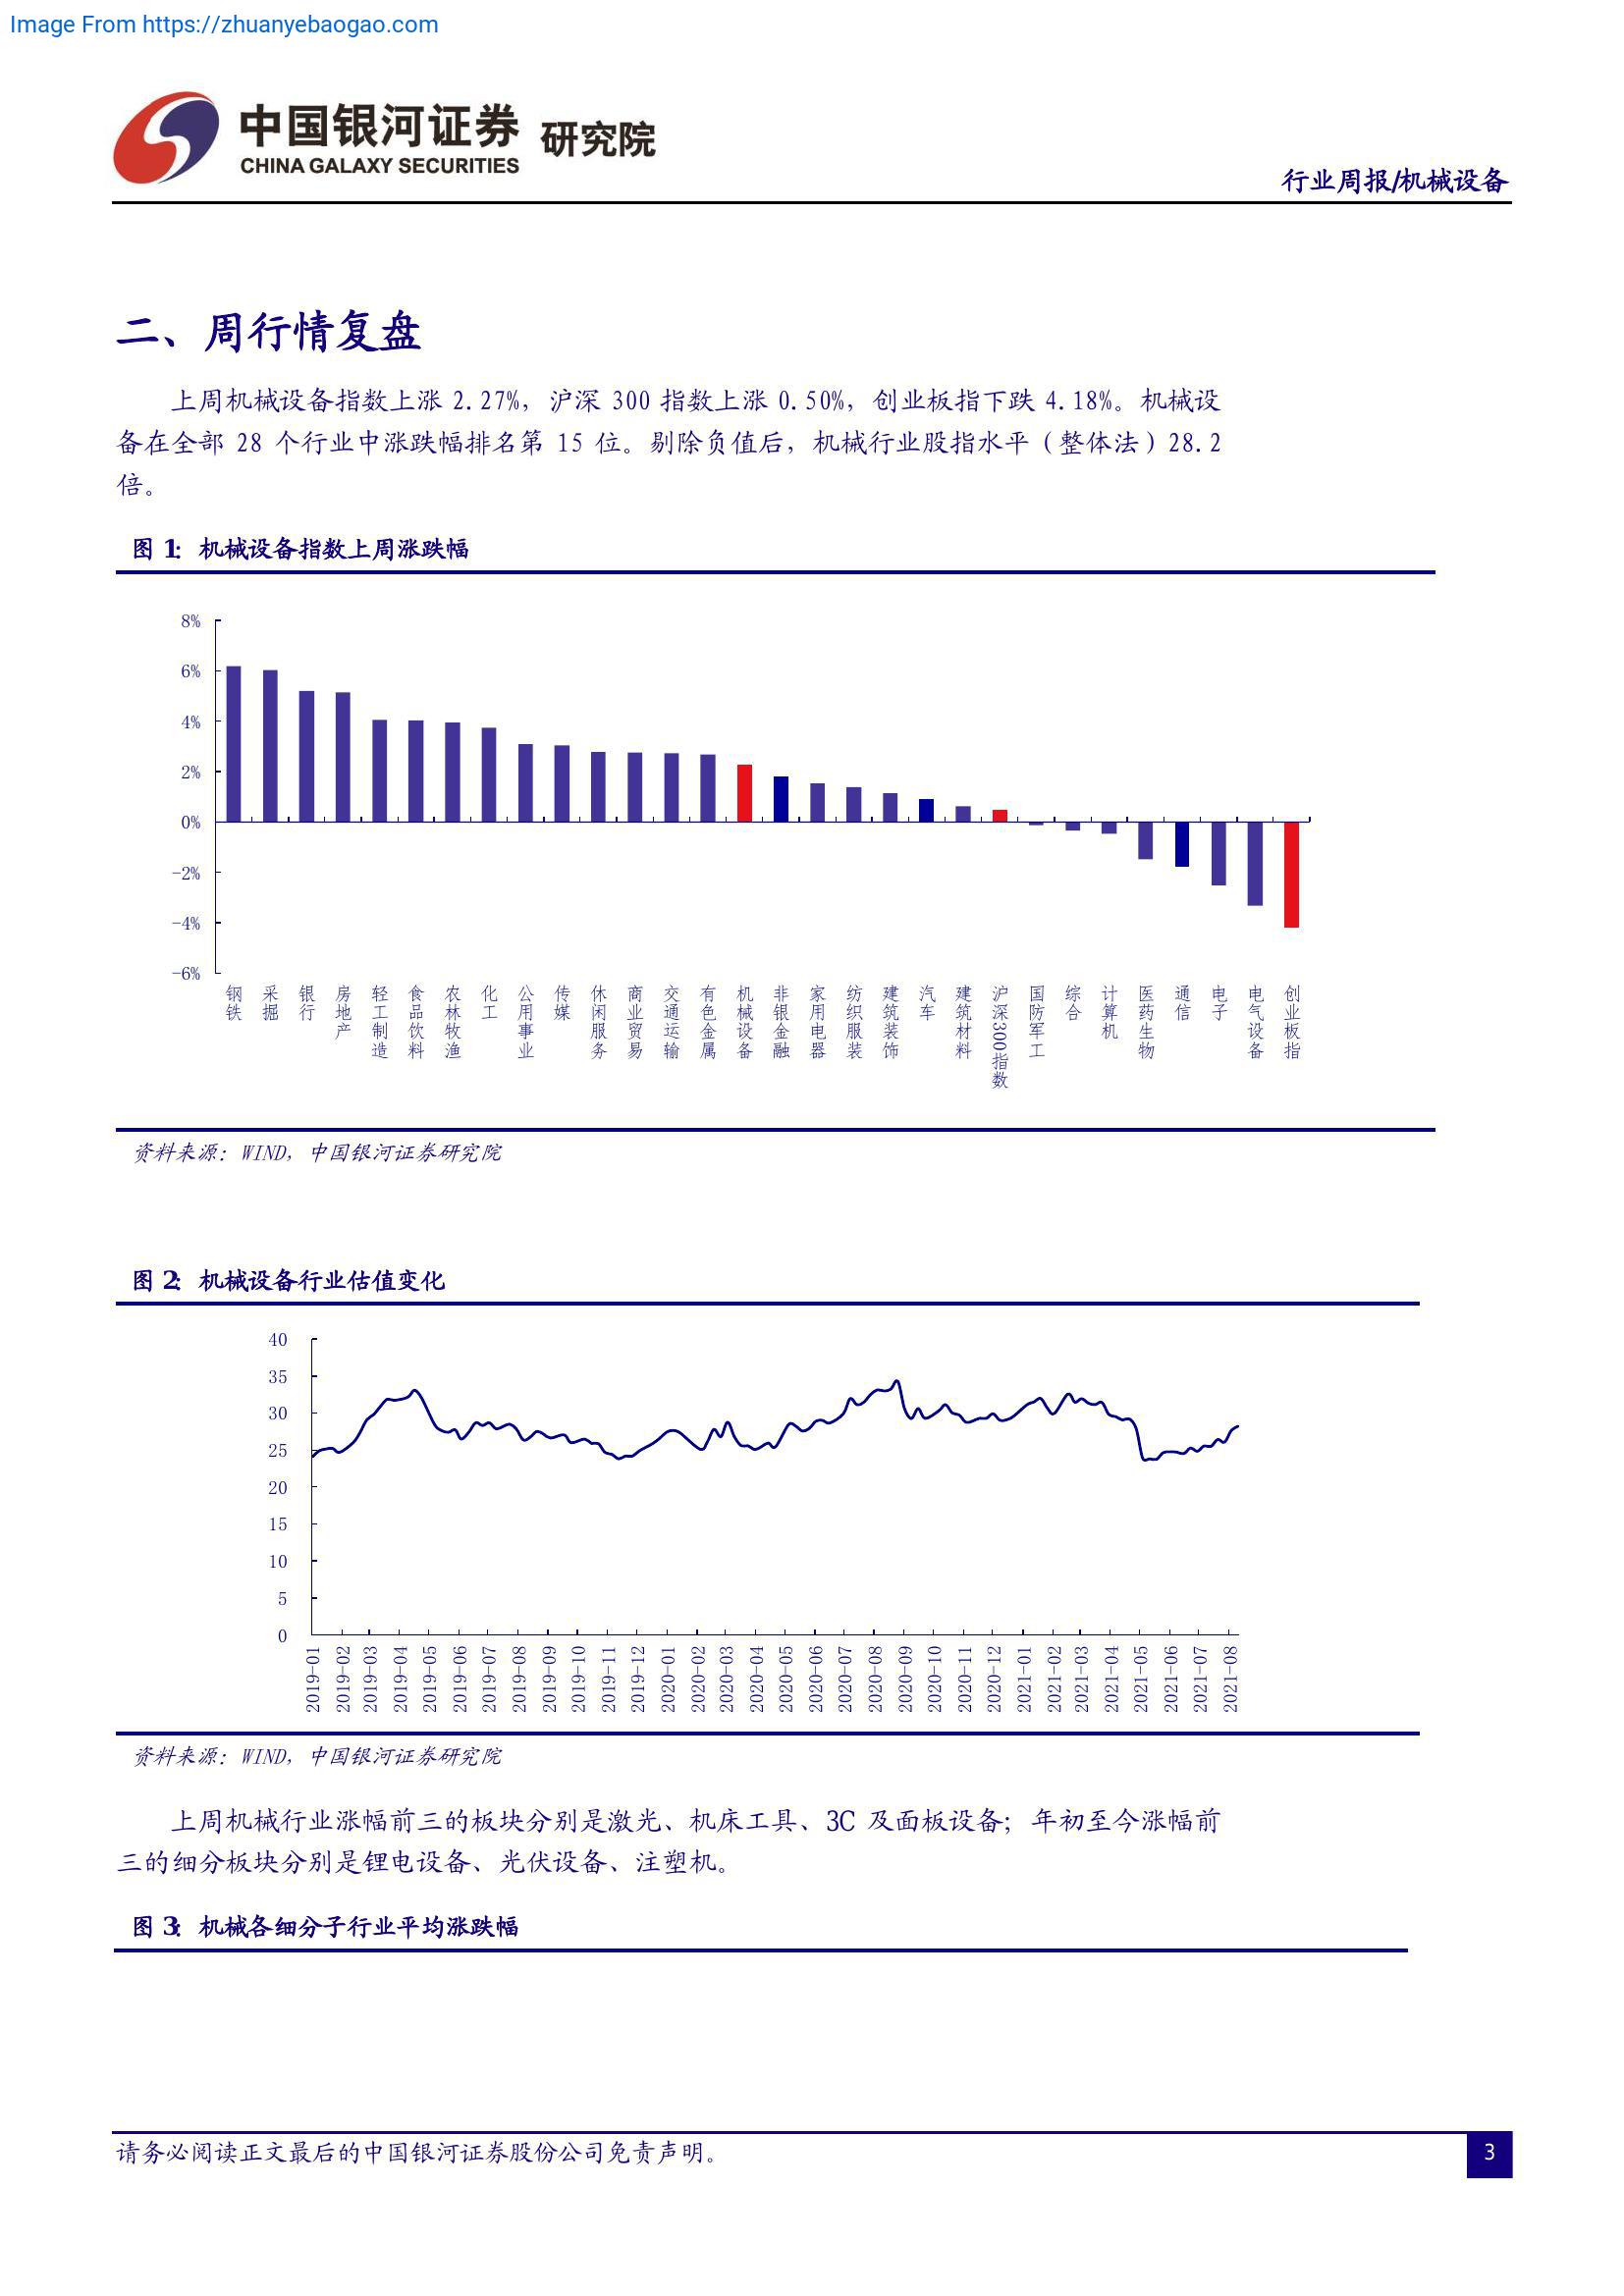 Image From https://zhuanyebaogao.com
中国银河证券 研究院
CHINA GALAXY SECURITIES
行业周报/机械设备
二、周行情复盘
上周机械设备指数上涨 2.27%，沪深 300 指数上涨 0.50%，创业板指下跌 4.18%。机械设
备在全部 28 个行业中涨跌幅排名第 15 位。剔除负值后，机械行业股指水平（整体法）28.2
倍。
图 1：机械设备指数上周涨跌幅
8%
6%
4%
2%
0%
-2%
-4%
-6%
钢铁
采掘
银行
房地产
轻工制造
食品饮料
农林牧渔
化工
公用事业
传媒
休闲服务
商业贸易
交通运输
有色金属
机械设备
非银金融
家用电器
纺织服装
建筑装饰
汽车
建筑材料
沪深300指数
国防军工
综合
计算机
医药生物
通信
电子
电气设备
创业板指
资料来源：WIND，中国银河证券研究院
图 2：机械设备行业估值变化
40
35
30
25
20
15
10
5
0
2019-01
2019-02
2019-03
2019-04
2019-05
2019-06
2019-07
2019-08
2019-09
2019-10
2019-11
2019-12
2020-01
2020-02
2020-03
2020-04
2020-05
2020-06
2020-07
2020-08
2020-09
2020-10
2020-11
2020-12
2021-01
2021-02
2021-03
2021-04
2021-05
2021-06
2021-07
2021-08
资料来源：WIND，中国银河证券研究院
上周机械行业涨幅前三的板块分别是激光、机床工具、3C 及面板设备；年初至今涨幅前
三的细分板块分别是锂电设备、光伏设备、注塑机。
图 3：机械各细分子行业平均涨跌幅
请务必阅读正文最后的中国银河证券股份公司免责声明。
3